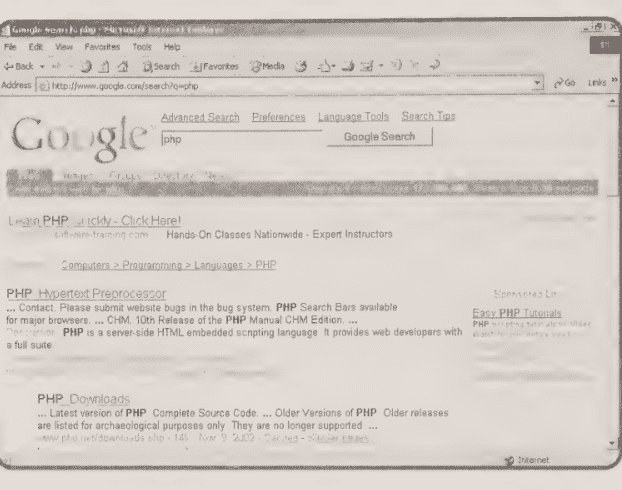 Google Search: php - Microsoft Internet Explorer
File Edit View Favorites Tools Help
Back Search Favorites Media
Address http://www.google.com/search?q=php Go Links »
Advanced Search Preferences Language Tools Search Tips
Google php Google Search
Images Groups Directory News
Learn PHP Quickly - Click Here!
software-training.com Hands-On Classes Nationwide - Expert Instructors
Computers > Programming > Languages > PHP
PHP Hypertext Preprocessor
... Contact. Please submit website bugs in the bug system. PHP Search Bars available
for major browsers. ... CHM. 10th Release of the PHP Manual CHM Edition. ...
Description: PHP is a server-side HTML embedded scripting language. It provides web developers with
a full suite
Sponsored Links
Easy PHP Tutorials
PHP
PHP Downloads
... Latest version of PHP Complete Source Code. ... Older Versions of PHP Older releases
are listed for archaeological purposes only They are no longer supported ...
www.php.net/downloads.php - 14k - Nov 9, 2002 - Cached - Similar pages
Internet